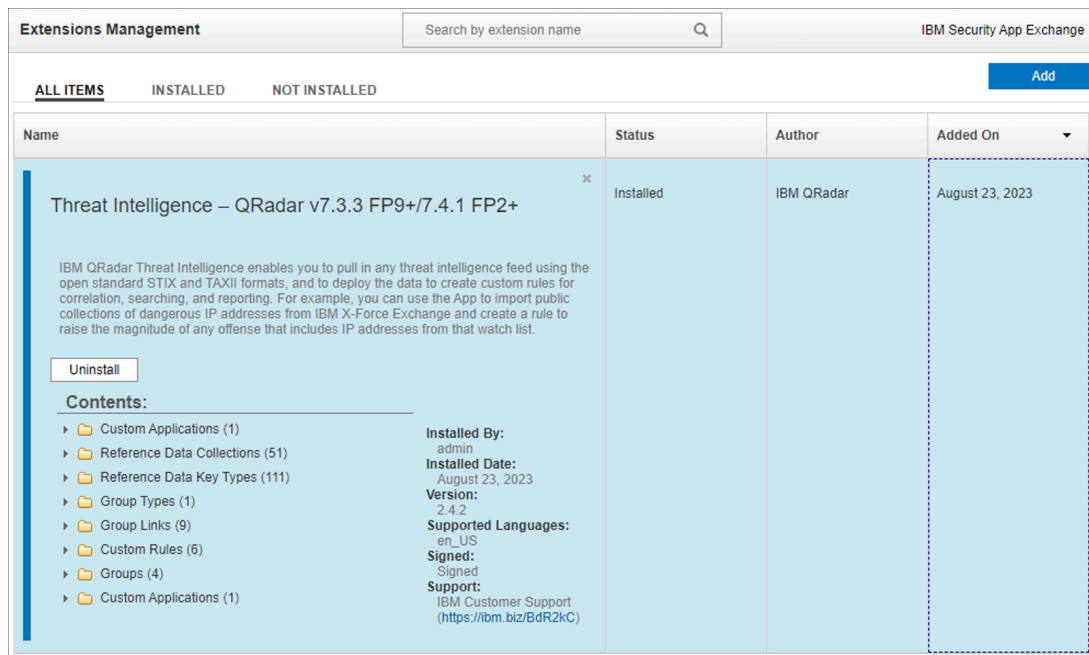 Extensions Management
Search by extension name
IBM Security App Exchange
Add
ALL ITEMS
INSTALLED
NOT INSTALLED
Name
Status
Author
Added On
Threat Intelligence – QRadar v7.3.3 FP9+/7.4.1 FP2+
Installed
IBM QRadar
August 23, 2023
IBM QRadar Threat Intelligence enables you to pull in any threat intelligence feed using the
open standard STIX and TAXII formats, and to deploy the data to create custom rules for
correlation, searching, and reporting. For example, you can use the App to import public
collections of dangerous IP addresses from IBM X-Force Exchange and create a rule to
raise the magnitude of any offense that includes IP addresses from that watch list.
Uninstall
Contents:
Custom Applications (1)
Reference Data Collections (51)
Reference Data Key Types (111)
Group Types (1)
Group Links (9)
Custom Rules (6)
Groups (4)
Custom Applications (1)
Installed By:
admin
Installed Date:
August 23, 2023
Version:
2.4.2
Supported Languages:
en_US
Signed:
Signed
Support:
IBM Customer Support
(https://ibm.biz/BdR2kC)